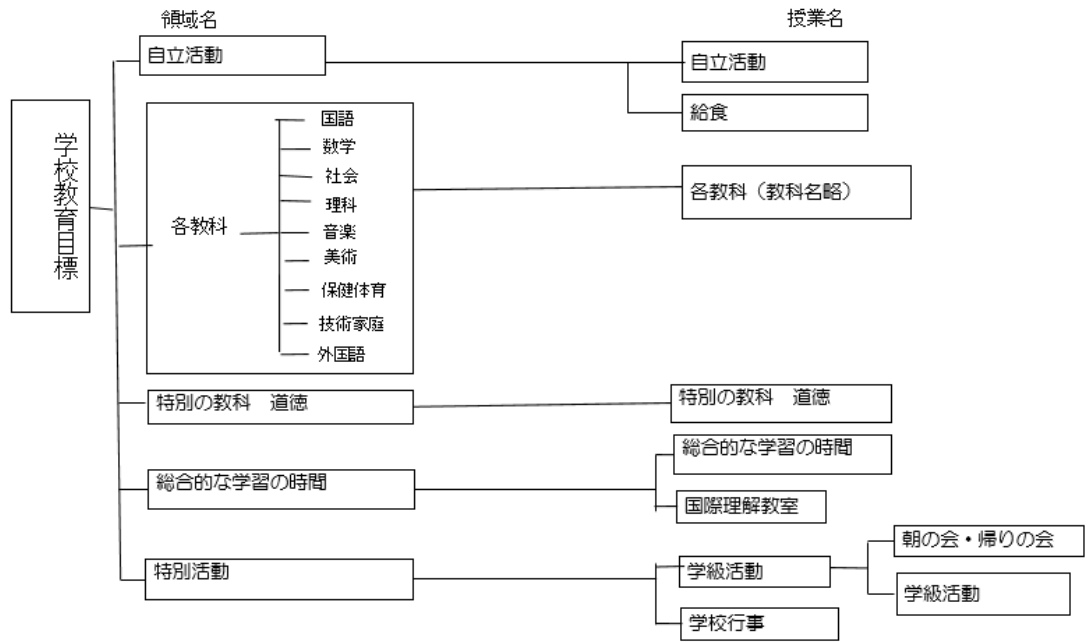 領域名
授業名
学校教育目標
自立活動
自立活動
給食
各教科
国語
数学
社会
理科
音楽
美術
保健体育
技術家庭
外国語
各教科（教科名略）
特別の教科　道徳
特別の教科　道徳
総合的な学習の時間
総合的な学習の時間
国際理解教室
特別活動
学級活動
朝の会・帰りの会
学級活動
学校行事